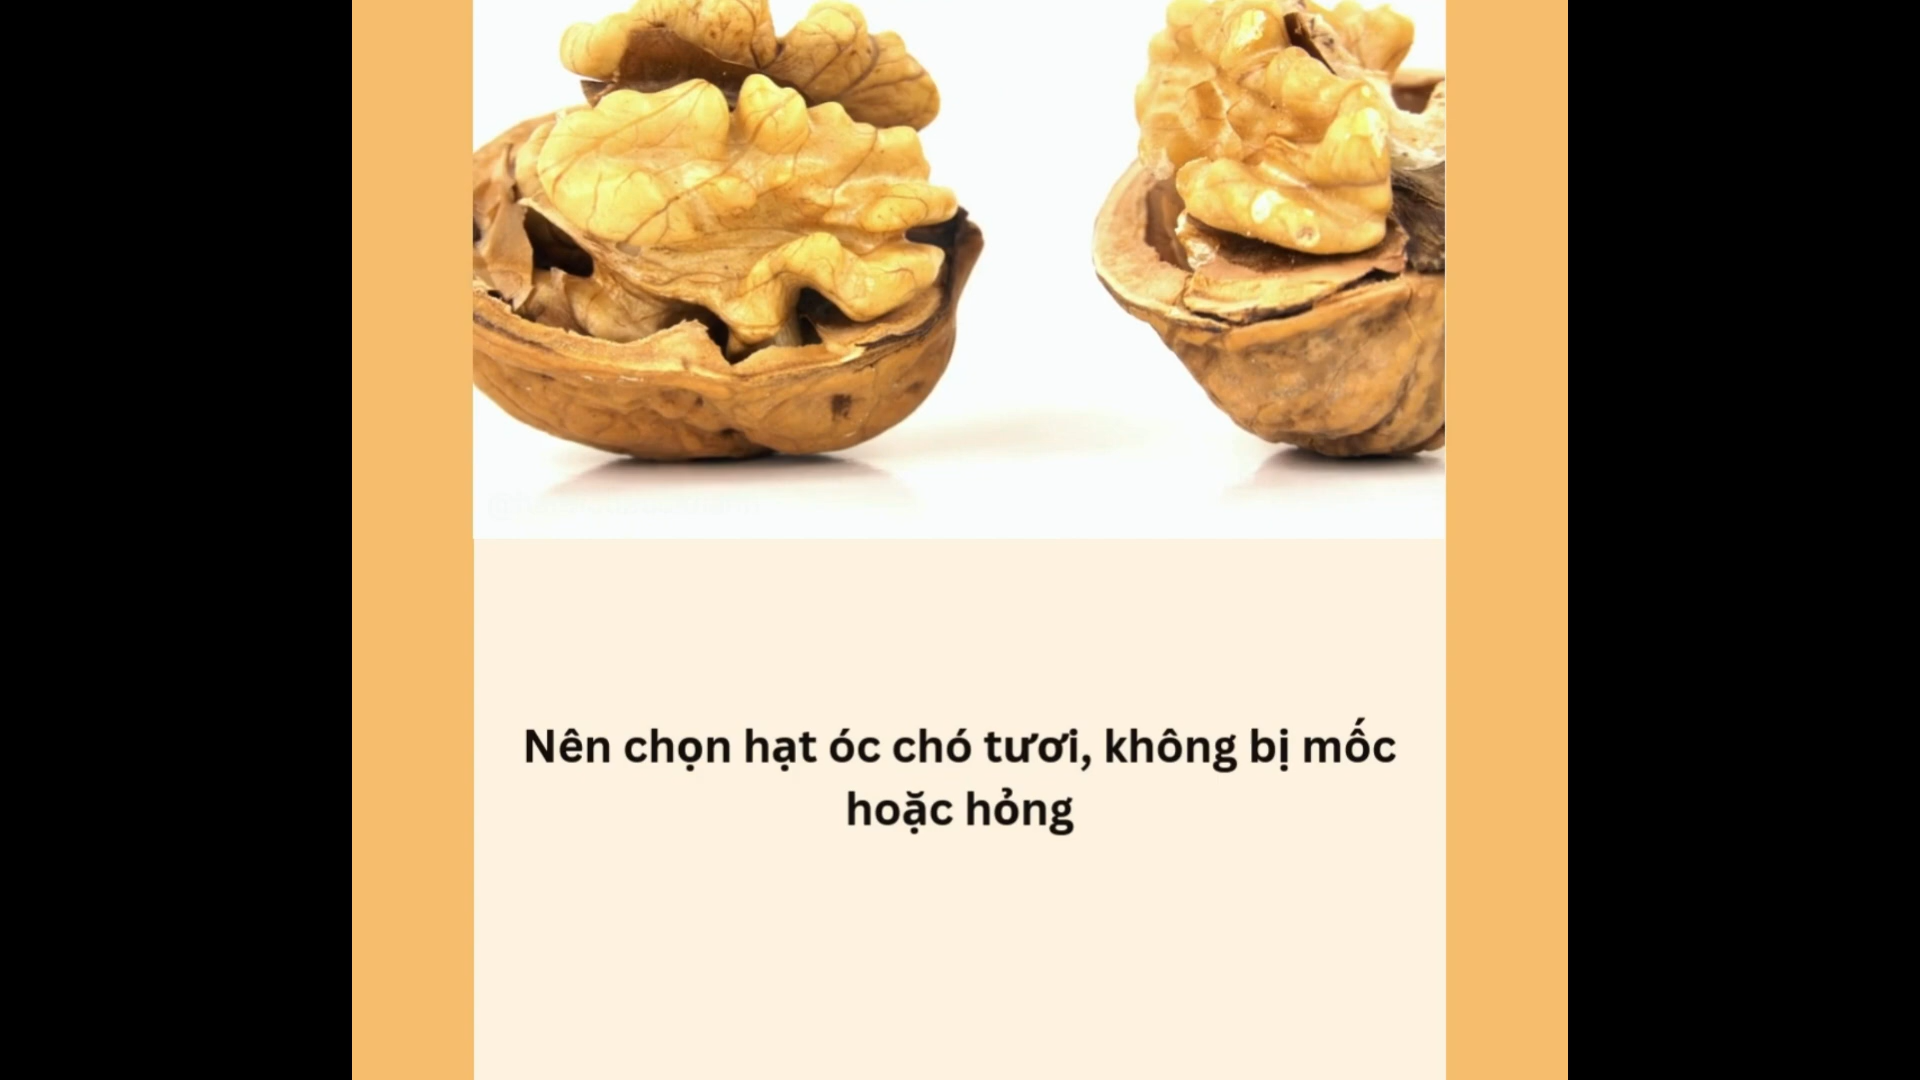 Nên chọn hạt óc chó tươi, không bị mốc
hoặc hỏng